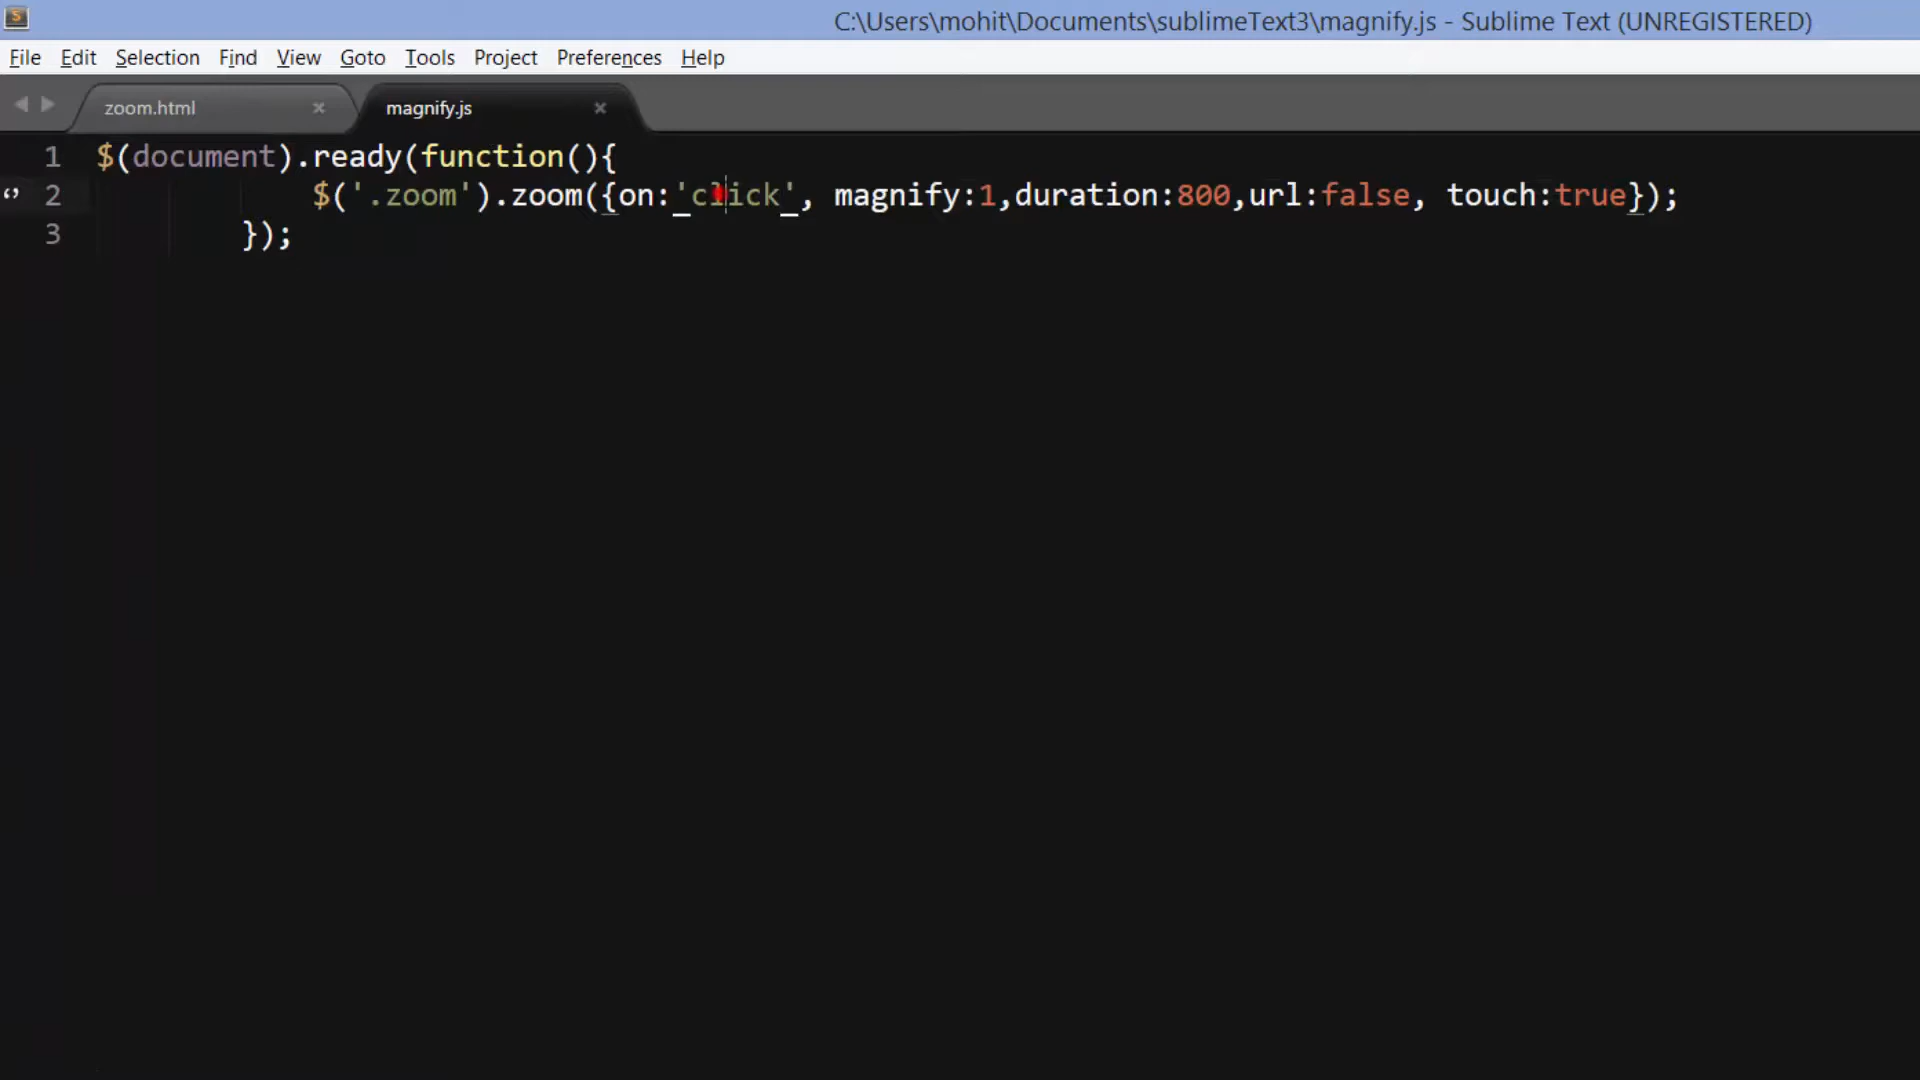 C:\Users\mohit\Documents\sublimeText3\magnify.js - Sublime Text (UNREGISTERED)
File Edit Selection Find View Goto Tools Project Preferences Help
zoom.html magnify.js
1 $(document).ready(function(){
2 $('.zoom').zoom({on:'click', magnify:1,duration:800,url:false, touch:true});
3 });